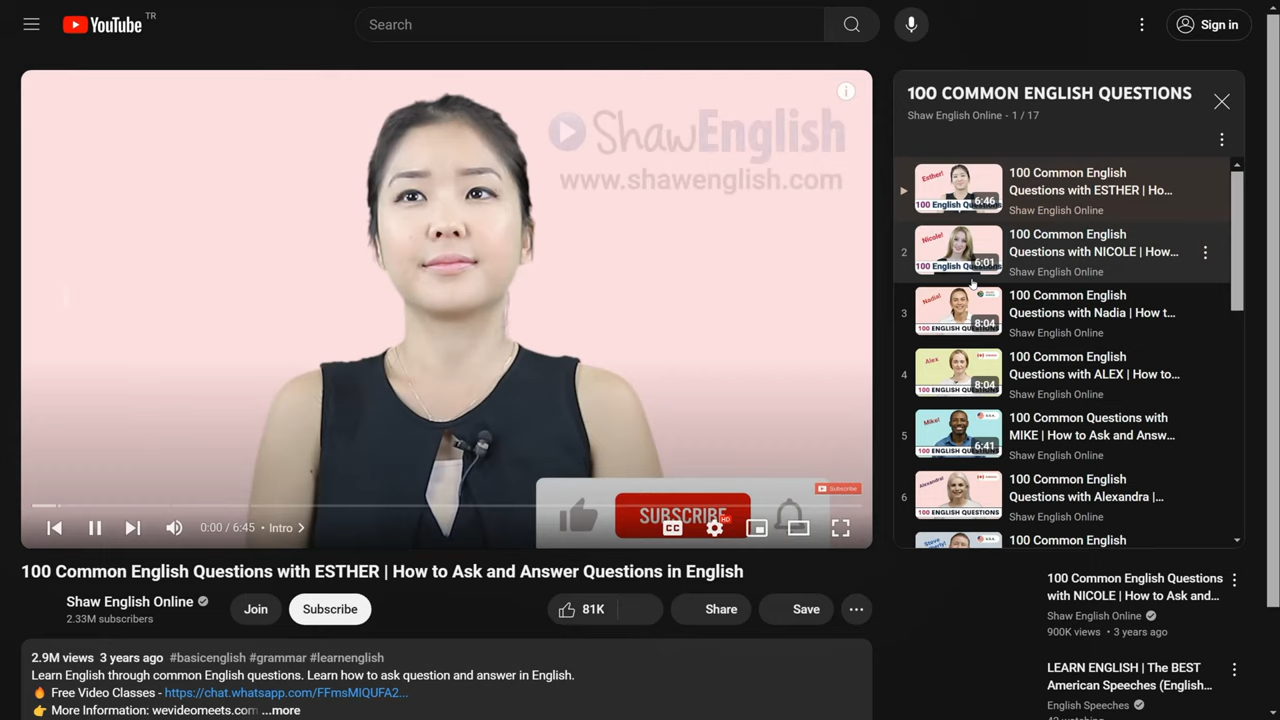 YouTube TR
Search
Sign in
ShawEnglish
www.shawenglish.com
SUBSCRIBE
Subscribe
CC
HD
0:00 / 6:45 • Intro
100 Common English Questions with ESTHER | How to Ask and Answer Questions in English
Shaw English Online
2.33M subscribers
Join
Subscribe
81K
Share
Save
2.9M views 3 years ago #basicenglish #grammar #learnenglish
Learn English through common English questions. Learn how to ask question and answer in English.
🔥 Free Video Classes - https://chat.whatsapp.com/FFmsMIQUFA2...
👉 More Information: wevideomeets.com ...more
100 COMMON ENGLISH QUESTIONS
Shaw English Online - 1 / 17
Esther!
100 English Questions
6:46
100 Common English
Questions with ESTHER | Ho...
Shaw English Online
2
Nicole!
100 English Questions
6:01
100 Common English
Questions with NICOLE | How...
Shaw English Online
3
Nadia!
100 ENGLISH QUESTIONS
8:04
100 Common English
Questions with Nadia | How t...
Shaw English Online
4
Alex
100 ENGLISH QUESTIONS
8:04
100 Common English
Questions with ALEX | How to...
Shaw English Online
5
Mike!
100 ENGLISH QUESTIONS
6:41
100 Common Questions with
MIKE | How to Ask and Answ...
Shaw English Online
6
Alexandra!
100 ENGLISH QUESTIONS
100 Common English
Questions with Alexandra |...
Shaw English Online
Steve
100 Common English
100 Common English Questions
with NICOLE | How to Ask and...
Shaw English Online
900K views • 3 years ago
LEARN ENGLISH | The BEST
American Speeches (English...
English Speeches